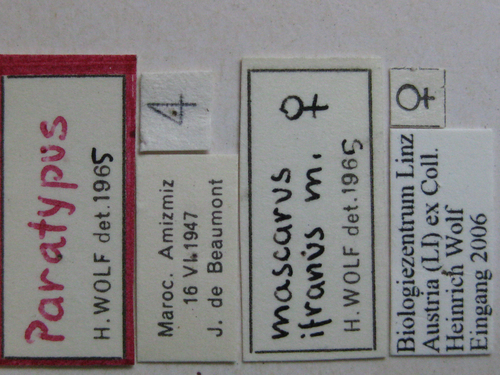 Paratypus
H. WOLF det. 1965
4
Maroc. Amizmiz
16 VI.1947
J. de Beaumont
mascarus ♀
ifranus m.
H. WOLF det. 1965
♀
Biologiezentrum Linz
Austria (LI) ex Coll.
Heinrich Wolf
Eingang 2006